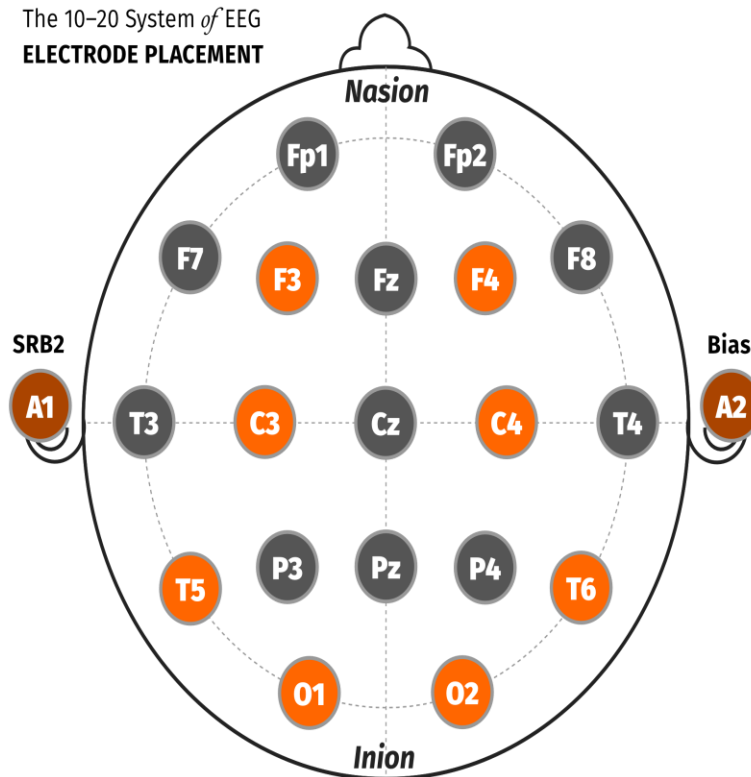 The 10–20 System of EEG
ELECTRODE PLACEMENT
Nasion
Fp1 Fp2
F7 F3 Fz F4 F8
SRB2 Bias
A1 T3 C3 Cz C4 T4 A2
T5 P3 Pz P4 T6
O1 O2
Inion